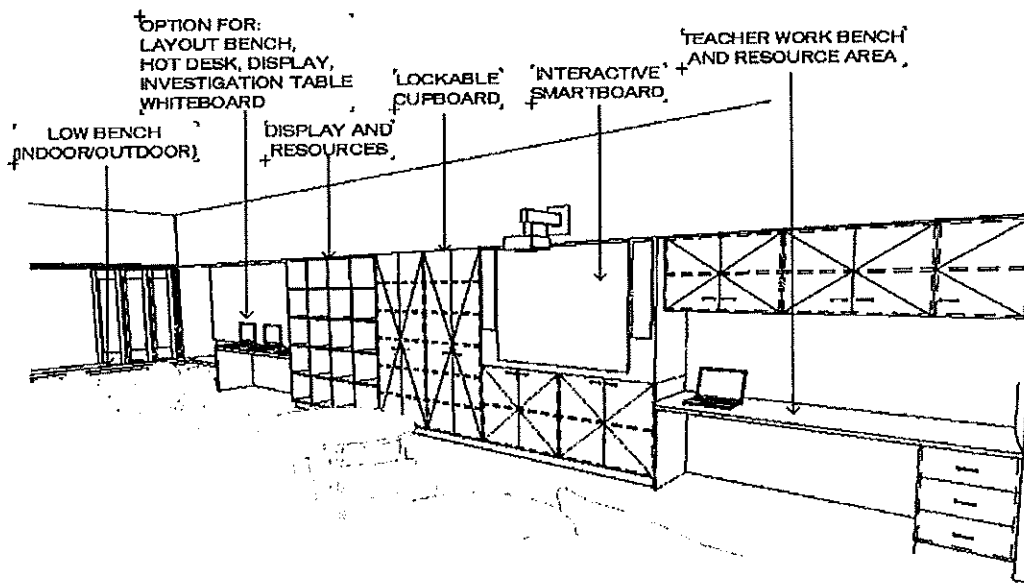 OPTION FOR:
LAYOUT BENCH,
HOT DESK, DISPLAY,
INVESTIGATION TABLE
WHITEBOARD
LOW BENCH
(INDOOR/OUTDOOR)
DISPLAY AND
RESOURCES
LOCKABLE
CUPBOARD
INTERACTIVE
SMARTBOARD
TEACHER WORK BENCH
AND RESOURCE AREA